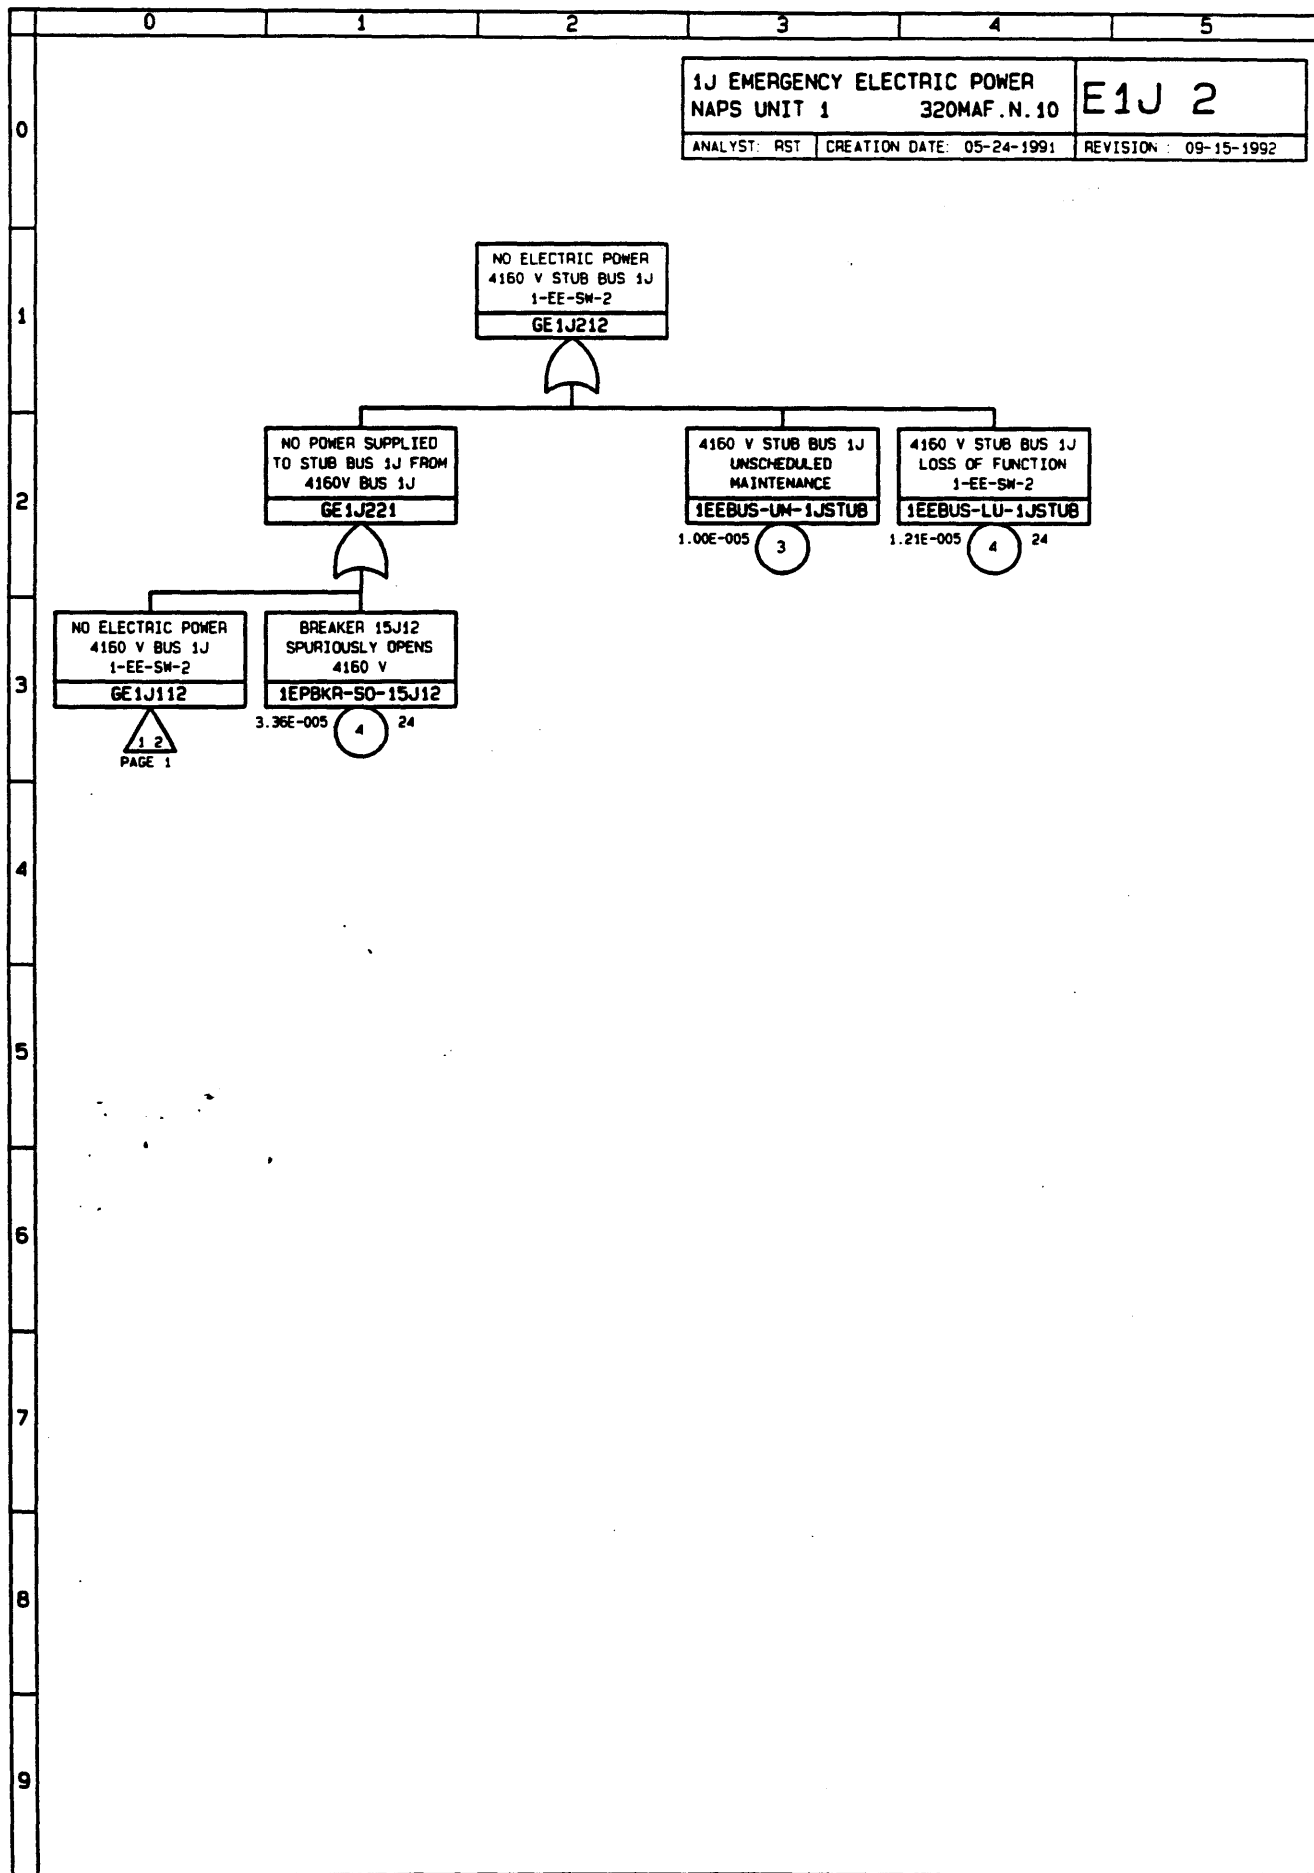 0 1 2 3 4 5
1J EMERGENCY ELECTRIC POWER
NAPS UNIT 1 320MAF.N.10
E1J 2
ANALYST: RST CREATION DATE: 05-24-1991 REVISION : 09-15-1992
0
NO ELECTRIC POWER
4160 V STUB BUS 1J
1-EE-SW-2
GE1J212
1
NO POWER SUPPLIED
TO STUB BUS 1J FROM
4160V BUS 1J
GE1J221
4160 V STUB BUS 1J
UNSCHEDULED
MAINTENANCE
1EEBUS-UM-1JSTUB
1.00E-005 3
4160 V STUB BUS 1J
LOSS OF FUNCTION
1-EE-SW-2
1EEBUS-LU-1JSTUB
1.21E-005 4 24
2
NO ELECTRIC POWER
4160 V BUS 1J
1-EE-SW-2
GE1J112
1 2
PAGE 1
BREAKER 15J12
SPURIOUSLY OPENS
4160 V
1EPBKR-SO-15J12
3.36E-005 4 24
3
4
5
6
7
8
9